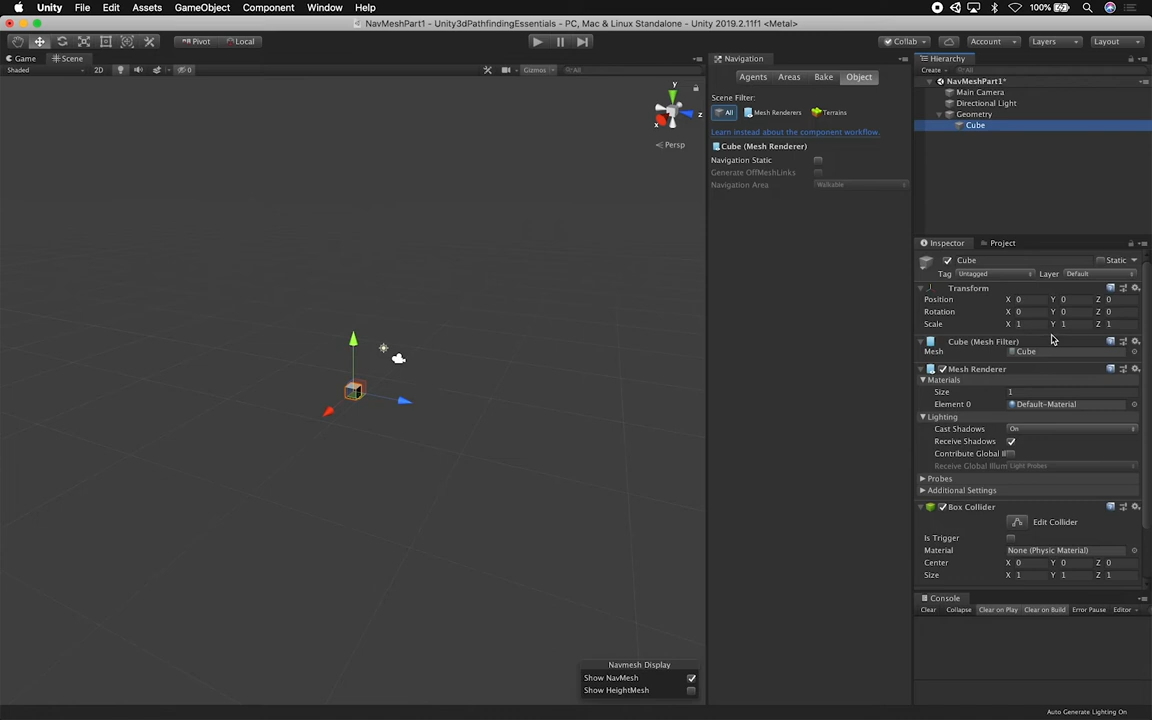 Unity File Edit Assets GameObject Component Window Help 100%
NavMeshPart1 - Unity3dPathfindingEssentials - PC, Mac & Linux Standalone - Unity 2019.2.11f1 <Metal>
Pivot Local Collab Account Layers Layout
Game Scene
Shaded 2D 0 Gizmos All
y
z
x
Persp
Navmesh Display
Show NavMesh
Show HeightMesh
Navigation
Agents Areas Bake Object
Scene Filter:
All Mesh Renderers Terrains
Learn instead about the component workflow.
Cube (Mesh Renderer)
Navigation Static
Generate OffMeshLinks
Navigation Area Walkable
Hierarchy
Create All
NavMeshPart1*
Main Camera
Directional Light
Geometry
Cube
Inspector Project
Cube Static
Tag Untagged Layer Default
Transform
Position X 0 Y 0 Z 0
Rotation X 0 Y 0 Z 0
Scale X 1 Y 1 Z 1
Cube (Mesh Filter)
Mesh Cube
Mesh Renderer
Materials
Size 1
Element 0 Default-Material
Lighting
Cast Shadows On
Receive Shadows
Contribute Global I
Receive Global Illum Light Probes
Probes
Additional Settings
Box Collider
Edit Collider
Is Trigger
Material None (Physic Material)
Center X 0 Y 0 Z 0
Size X 1 Y 1 Z 1
Console
Clear Collapse Clear on Play Clear on Build Error Pause Editor
Auto Generate Lighting On